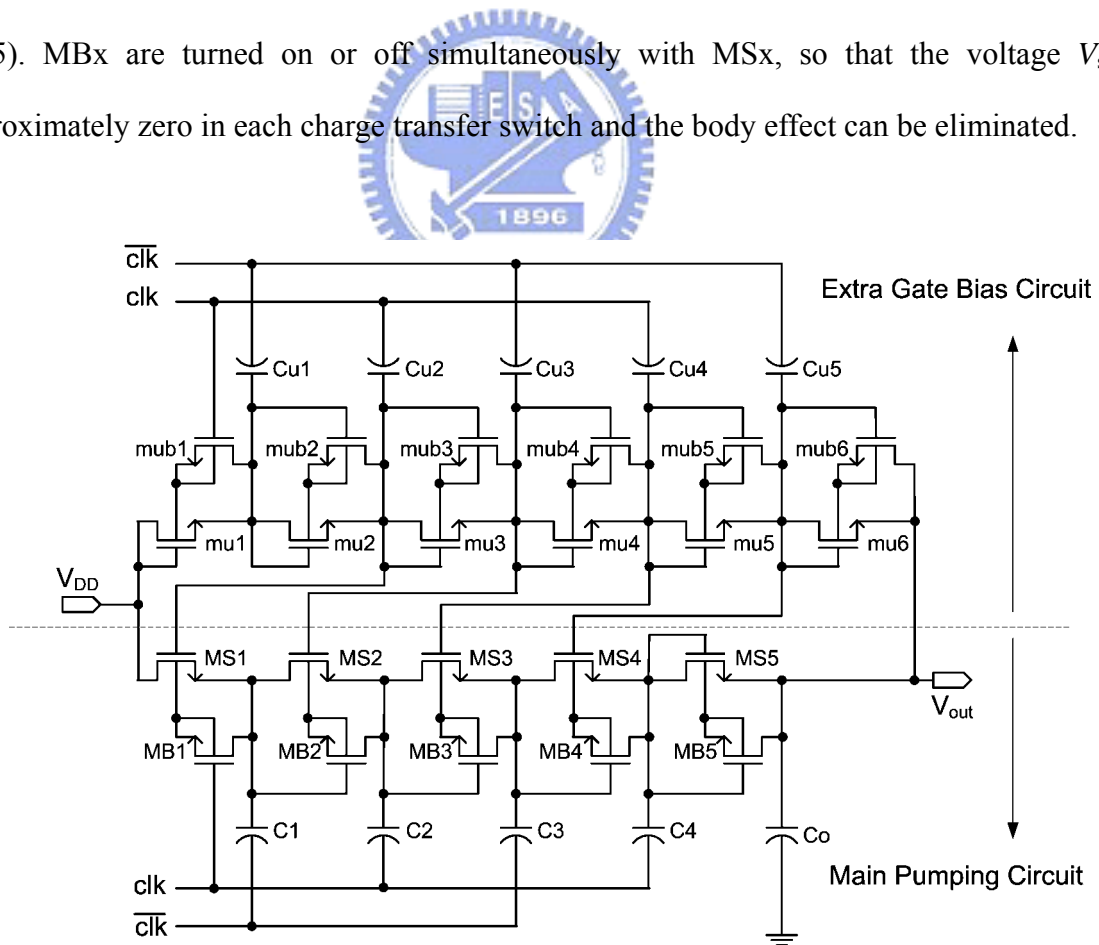 5). MBx are turned on or off simultaneously with MSx, so that the voltage
roximately zero in each charge transfer switch and the body effect can be eliminated.
E S A
1896
clk
clk
Extra Gate Bias Circuit
Cu1 Cu2 Cu3 Cu4 Cu5
mub1 mub2 mub3 mub4 mub5 mub6
mu1 mu2 mu3 mu4 mu5 mu6
VDD
MS1 MS2 MS3 MS4 MS5
Vout
MB1 MB2 MB3 MB4 MB5
C1 C2 C3 C4 Co
Main Pumping Circuit
clk
clk